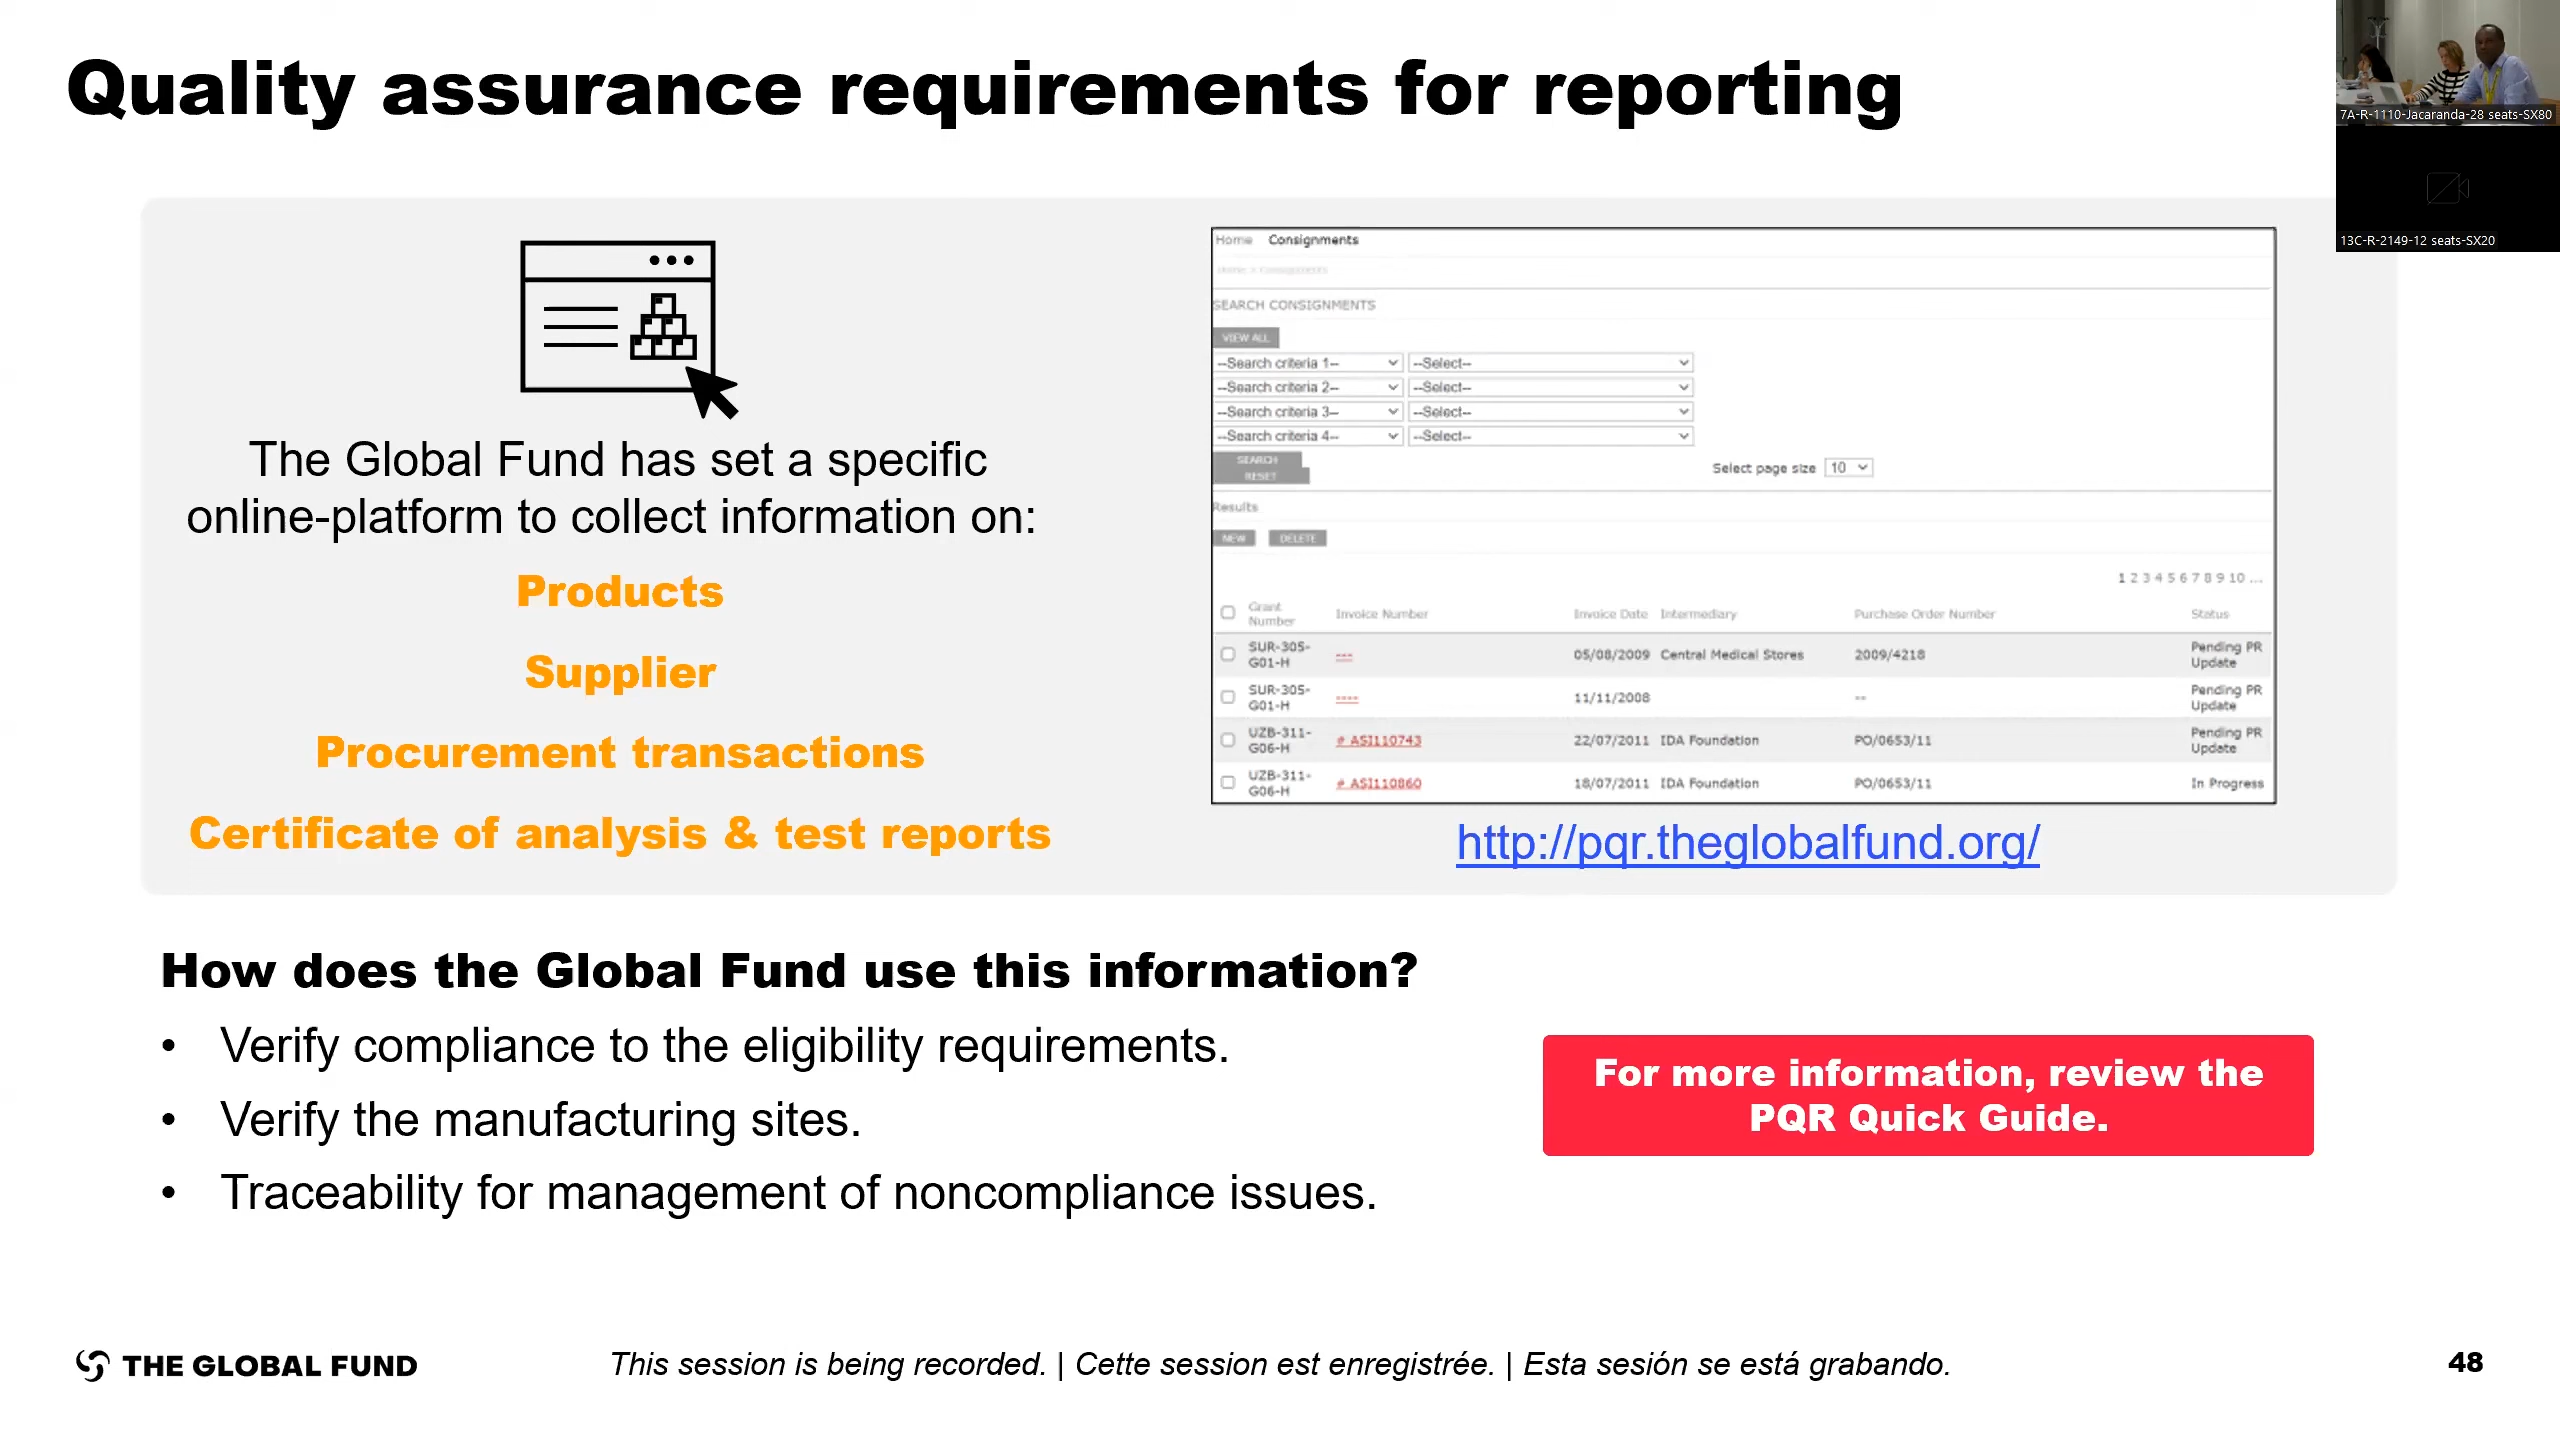 Quality assurance requirements for reporting
7A-R-1110-Jacaranda-28 seats-SX80
13C-R-2149-12 seats-SX20
The Global Fund has set a specific
online-platform to collect information on:
Products
Supplier
Procurement transactions
Certificate of analysis & test reports
Home Consignments
Home > Consignments
SEARCH CONSIGNMENTS
VIEW ALL
--Search criteria 1-- --Select--
--Search criteria 2-- --Select--
--Search criteria 3-- --Select--
--Search criteria 4-- --Select--
SEARCH
RESET
Select page size 10
Results
NEW DELETE
1 2 3 4 5 6 7 8 9 10 ...
Grant Number Invoice Number Invoice Date Intermediary Purchase Order Number Status
SUR-305-G01-H --- 05/08/2009 Central Medical Stores 2009/4218 Pending PR Update
SUR-305-G01-H ---- 11/11/2008 -- Pending PR Update
UZB-311-G06-H # ASI110743 22/07/2011 IDA Foundation PO/0653/11 Pending PR Update
UZB-311-G06-H # ASI110860 18/07/2011 IDA Foundation PO/0653/11 In Progress
http://pqr.theglobalfund.org/
How does the Global Fund use this information?
• Verify compliance to the eligibility requirements.
• Verify the manufacturing sites.
• Traceability for management of noncompliance issues.
For more information, review the
PQR Quick Guide.
THE GLOBAL FUND
This session is being recorded. | Cette session est enregistrée. | Esta sesión se está grabando.
48